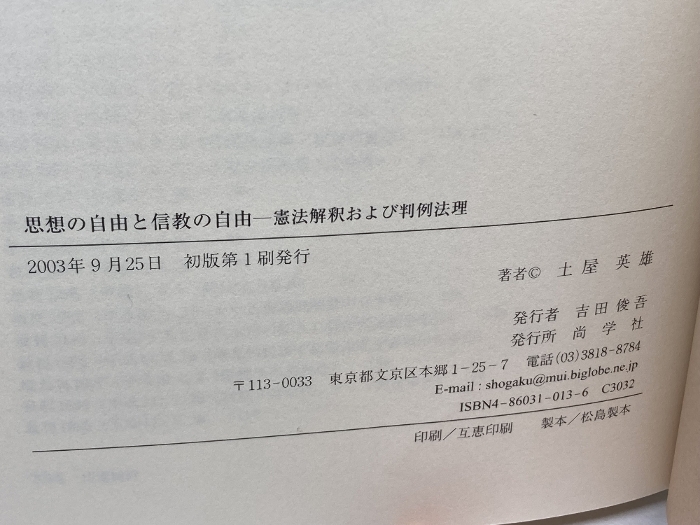 思想の自由と信教の自由―憲法解釈および判例法理
2003年9月25日　初版第1刷発行
著者©　土屋　英雄
発行者　吉田俊吾
発行所　尚学社
〒113-0033　東京都文京区本郷1-25-7　電話(03)3818-8784
E-mail : shogaku@mui.biglobe.ne.jp
ISBN4-86031-013-6　C3032
印刷／互恵印刷　　製本／松島製本